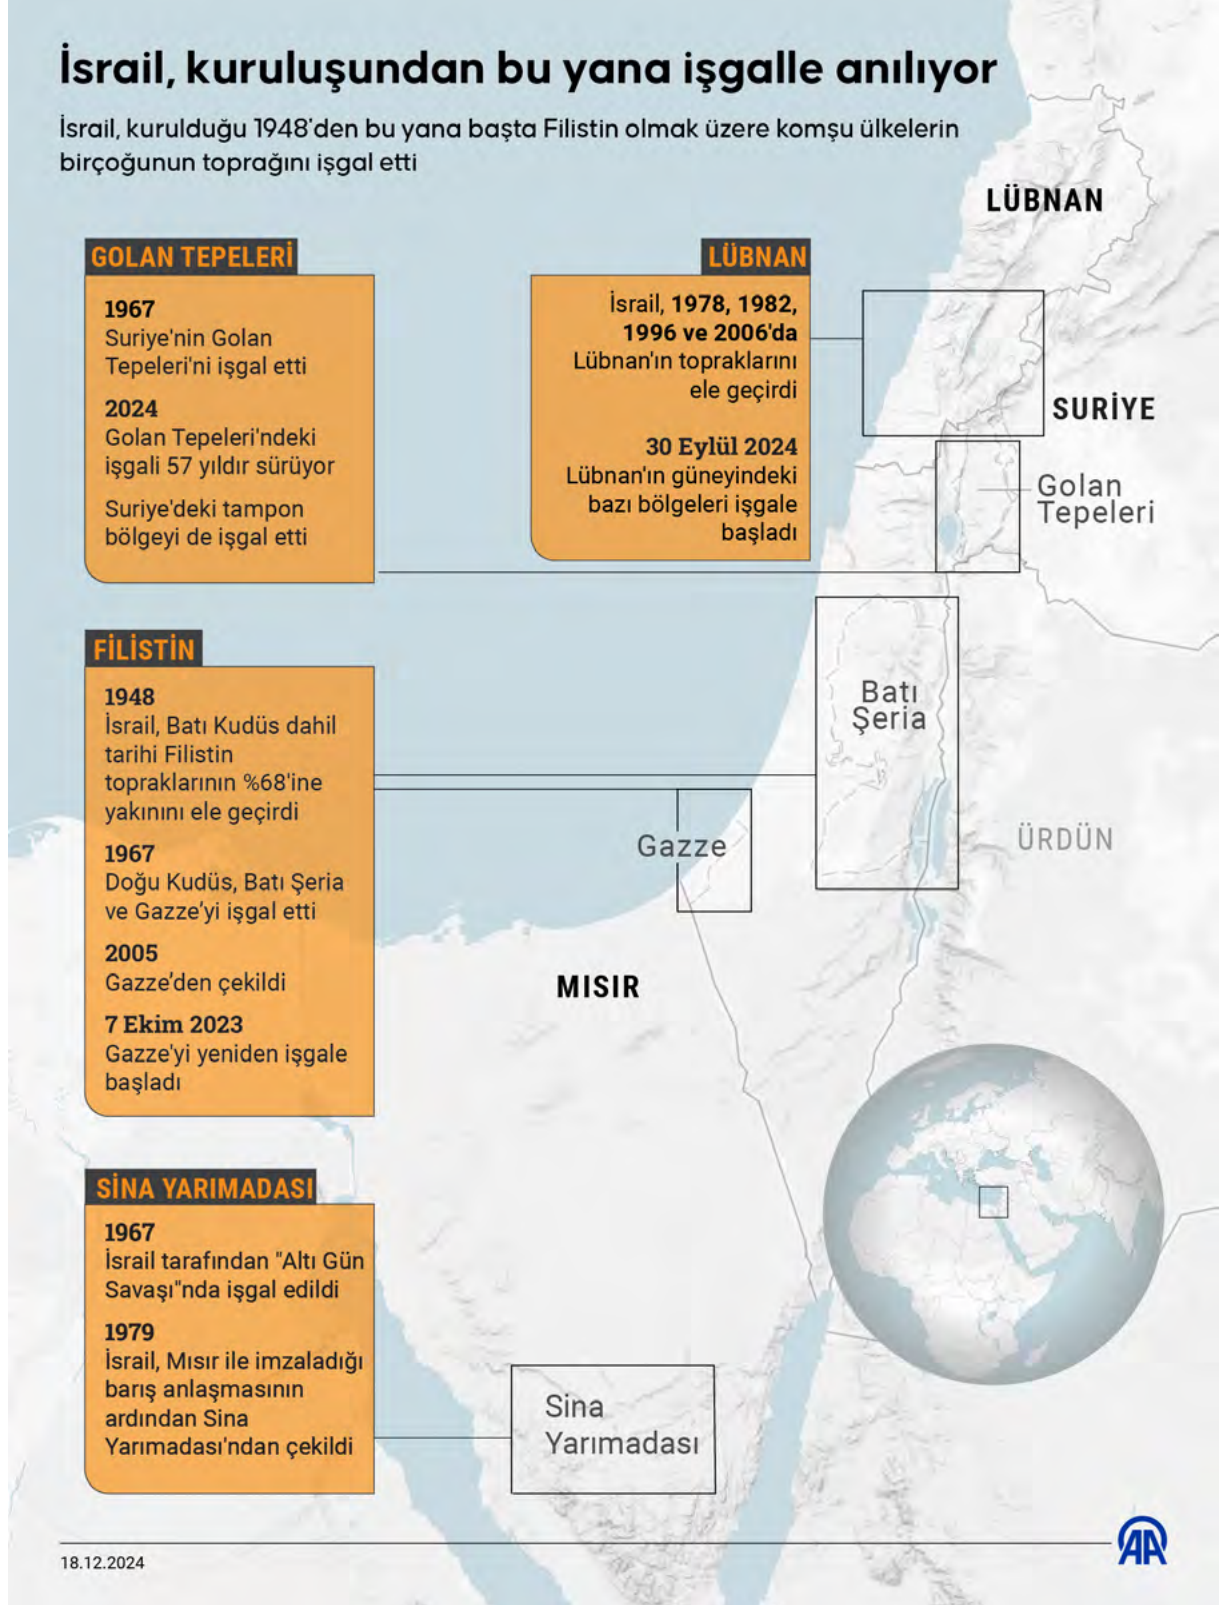 İsrail, kuruluşundan bu yana işgalle anılıyor
İsrail, kurulduğu 1948'den bu yana başta Filistin olmak üzere komşu ülkelerin
birçoğunun toprağını işgal etti
GOLAN TEPELERİ
1967
Suriye'nin Golan
Tepeleri'ni işgal etti
2024
Golan Tepeleri'ndeki
işgali 57 yıldır sürüyor
Suriye'deki tampon
bölgeyi de işgal etti
LÜBNAN
İsrail, 1978, 1982,
1996 ve 2006'da
Lübnan'ın topraklarını
ele geçirdi
30 Eylül 2024
Lübnan'ın güneyindeki
bazı bölgeleri işgale
başladı
LÜBNAN
SURİYE
Golan
Tepeleri
FİLİSTİN
1948
İsrail, Batı Kudüs dahil
tarihi Filistin
topraklarının %68'ine
yakınını ele geçirdi
1967
Doğu Kudüs, Batı Şeria
ve Gazze'yi işgal etti
2005
Gazze'den çekildi
7 Ekim 2023
Gazze'yi yeniden işgale
başladı
Batı
Şeria
Gazze
ÜRDÜN
MISIR
SİNA YARIMADASI
1967
İsrail tarafından "Altı Gün
Savaşı"nda işgal edildi
1979
İsrail, Mısır ile imzaladığı
barış anlaşmasının
ardından Sina
Yarımadası'ndan çekildi
Sina
Yarımadası
18.12.2024
AA